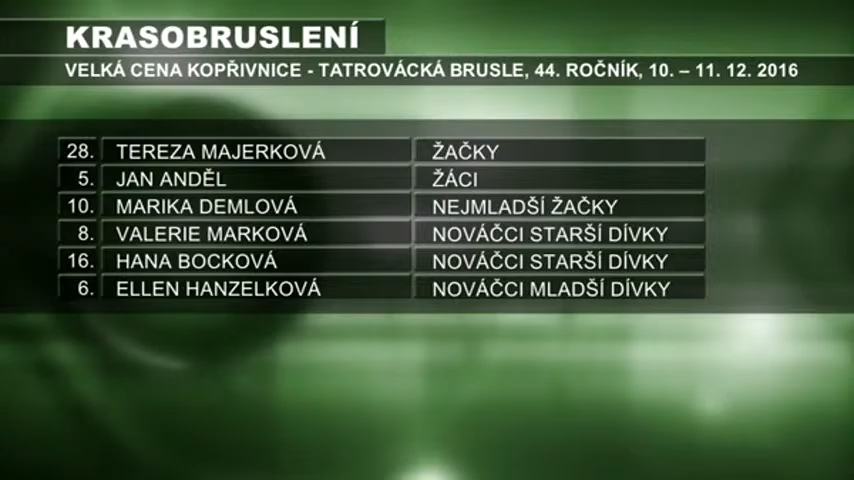 KRASOBRUSLENÍ
VELKÁ CENA KOPŘIVNICE - TATROVÁCKÁ BRUSLE, 44. ROČNÍK, 10. – 11. 12. 2016
28. TEREZA MAJERKOVÁ ŽAČKY
5. JAN ANDĚL ŽÁCI
10. MARIKA DEMLOVÁ NEJMLADŠÍ ŽAČKY
8. VALERIE MARKOVÁ NOVÁČCI STARŠÍ DÍVKY
16. HANA BOCKOVÁ NOVÁČCI STARŠÍ DÍVKY
6. ELLEN HANZELKOVÁ NOVÁČCI MLADŠÍ DÍVKY